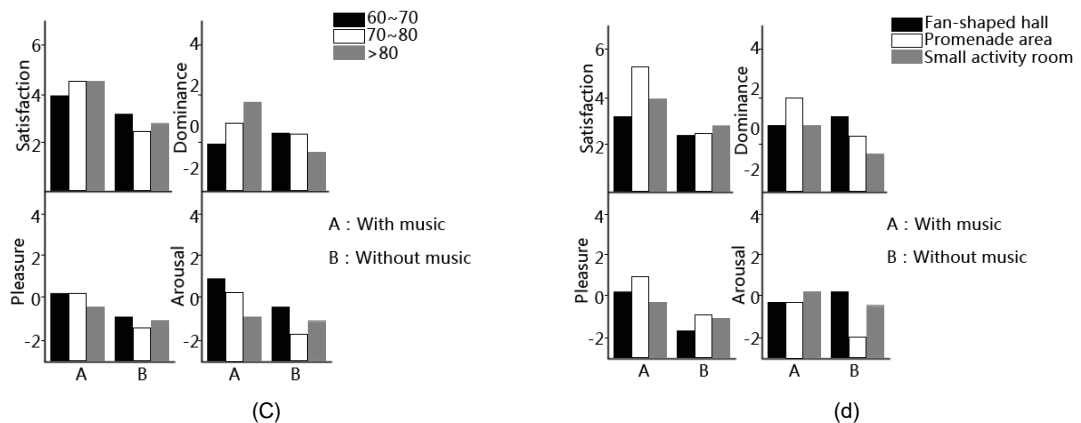 60~70
70~80
>80
Satisfaction
6
4
2
Dominance
4
2
0
-2
Pleasure
4
2
0
-2
Arousal
4
2
0
-2
A : With music
B : Without music
A
B
A
B
(C)
Fan-shaped hall
Promenade area
Small activity room
Satisfaction
6
4
2
Dominance
4
2
0
-2
Pleasure
4
2
0
-2
Arousal
4
2
0
-2
A : With music
B : Without music
A
B
A
B
(d)